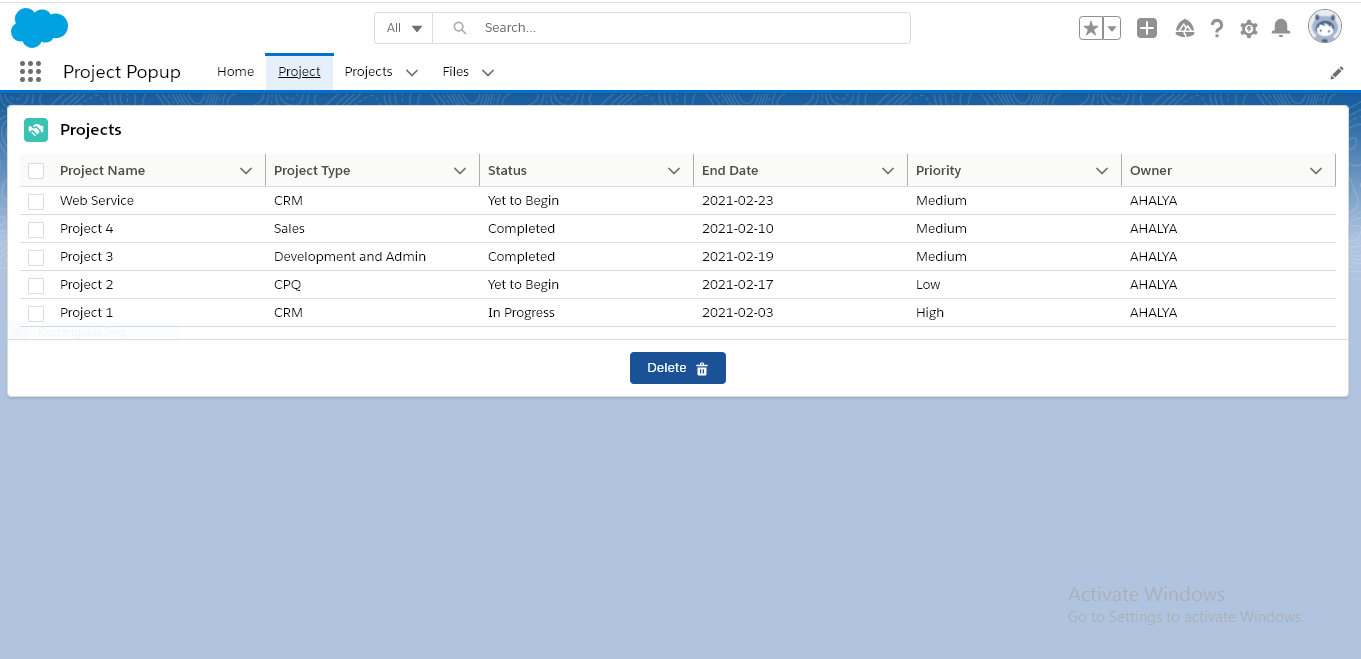 All Search...
Project Popup Home Project Projects Files
Projects
Project Name Project Type Status End Date Priority Owner
Web Service CRM Yet to Begin 2021-02-23 Medium AHALYA
Project 4 Sales Completed 2021-02-10 Medium AHALYA
Project 3 Development and Admin Completed 2021-02-19 Medium AHALYA
Project 2 CPQ Yet to Begin 2021-02-17 Low AHALYA
Project 1 CRM In Progress 2021-02-03 High AHALYA
Rectangular Snip
Delete
Activate Windows
Go to Settings to activate Windows.